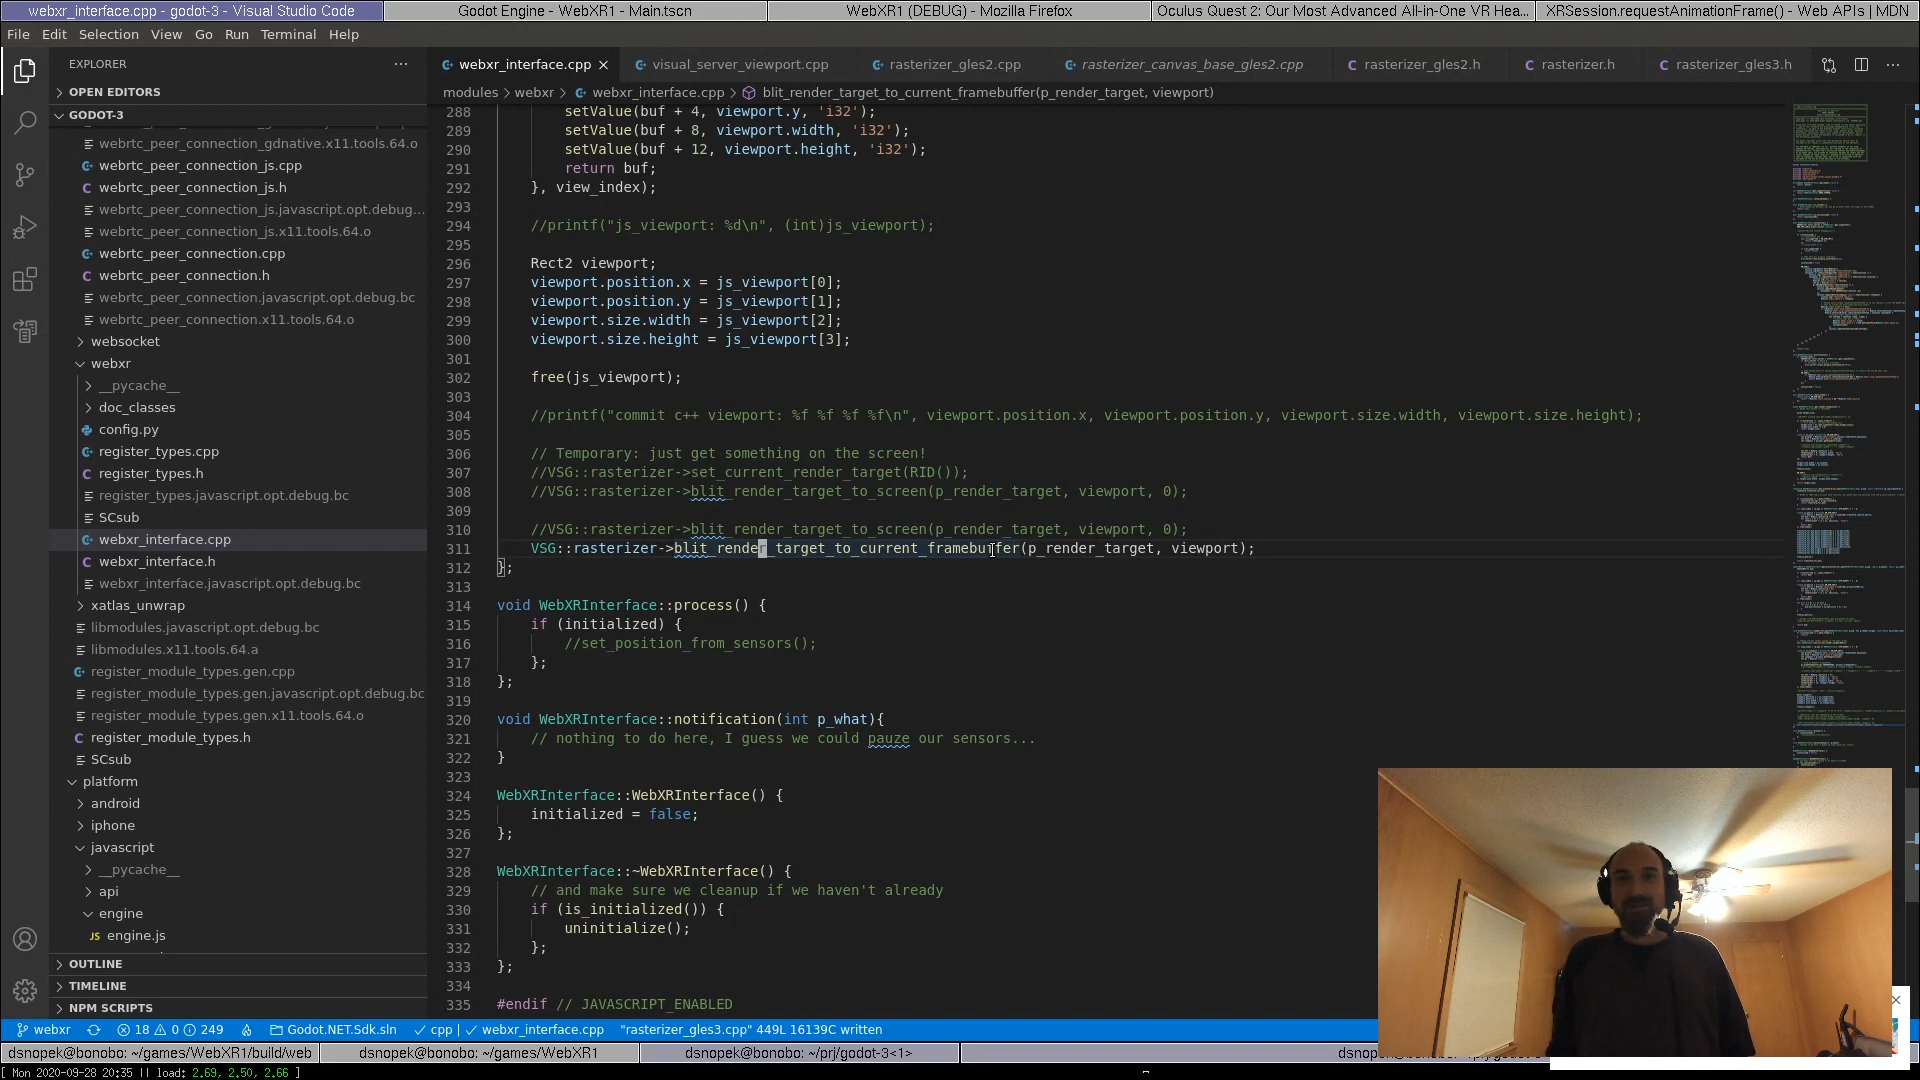 webxr_interface.cpp - godot-3 - Visual Studio Code
Godot Engine - WebXR1 - Main.tscn
WebXR1 (DEBUG) - Mozilla Firefox
Oculus Quest 2: Our Most Advanced All-in-One VR Hea...
XRSession.requestAnimationFrame() - Web APIs | MDN
File Edit Selection View Go Run Terminal Help
EXPLORER
OPEN EDITORS
GODOT-3
webrtc_peer_connection_gdnative.x11.tools.64.o
webrtc_peer_connection_js.cpp
webrtc_peer_connection_js.h
webrtc_peer_connection_js.javascript.opt.debug...
webrtc_peer_connection_js.x11.tools.64.o
webrtc_peer_connection.cpp
webrtc_peer_connection.h
webrtc_peer_connection.javascript.opt.debug.bc
webrtc_peer_connection.x11.tools.64.o
websocket
webxr
__pycache__
doc_classes
config.py
register_types.cpp
register_types.h
register_types.javascript.opt.debug.bc
SCsub
webxr_interface.cpp
webxr_interface.h
webxr_interface.javascript.opt.debug.bc
xatlas_unwrap
libmodules.javascript.opt.debug.bc
libmodules.x11.tools.64.a
register_module_types.gen.cpp
register_module_types.gen.javascript.opt.debug.bc
register_module_types.gen.x11.tools.64.o
register_module_types.h
SCsub
platform
android
iphone
javascript
__pycache__
api
engine
JS engine.js
OUTLINE
TIMELINE
NPM SCRIPTS
webxr_interface.cpp
visual_server_viewport.cpp
rasterizer_gles2.cpp
rasterizer_canvas_base_gles2.cpp
rasterizer_gles2.h
rasterizer.h
rasterizer_gles3.h
modules > webxr > webxr_interface.cpp > blit_render_target_to_current_framebuffer(p_render_target, viewport)
288 setValue(buf + 4, viewport.y, 'i32');
289 setValue(buf + 8, viewport.width, 'i32');
290 setValue(buf + 12, viewport.height, 'i32');
291 return buf;
292 }, view_index);
293
294 //printf("js_viewport: %d\n", (int)js_viewport);
295
296 Rect2 viewport;
297 viewport.position.x = js_viewport[0];
298 viewport.position.y = js_viewport[1];
299 viewport.size.width = js_viewport[2];
300 viewport.size.height = js_viewport[3];
301
302 free(js_viewport);
303
304 //printf("commit c++ viewport: %f %f %f %f\n", viewport.position.x, viewport.position.y, viewport.size.width, viewport.size.height);
305
306 // Temporary: just get something on the screen!
307 //VSG::rasterizer->set_current_render_target(RID());
308 //VSG::rasterizer->blit_render_target_to_screen(p_render_target, viewport, 0);
309
310 //VSG::rasterizer->blit_render_target_to_screen(p_render_target, viewport, 0);
311 VSG::rasterizer->blit_render_target_to_current_framebuffer(p_render_target, viewport);
312 };
313
314 void WebXRInterface::process() {
315 if (initialized) {
316 //set_position_from_sensors();
317 };
318 };
319
320 void WebXRInterface::notification(int p_what){
321 // nothing to do here, I guess we could pauze our sensors...
322 }
323
324 WebXRInterface::WebXRInterface() {
325 initialized = false;
326 };
327
328 WebXRInterface::~WebXRInterface() {
329 // and make sure we cleanup if we haven't already
330 if (is_initialized()) {
331 uninitialize();
332 };
333 };
334
335 #endif // JAVASCRIPT_ENABLED
webxr 18 0 249 Godot.NET.Sdk.sln cpp | webxr_interface.cpp "rasterizer_gles3.cpp" 449L 16139C written
dsnopek@bonobo: ~/games/WebXR1/build/web
dsnopek@bonobo: ~/games/WebXR1
dsnopek@bonobo: ~/prj/godot-3<1>
[ Mon 2020-09-28 20:35 || load: 2.69, 2.50, 2.66 ]